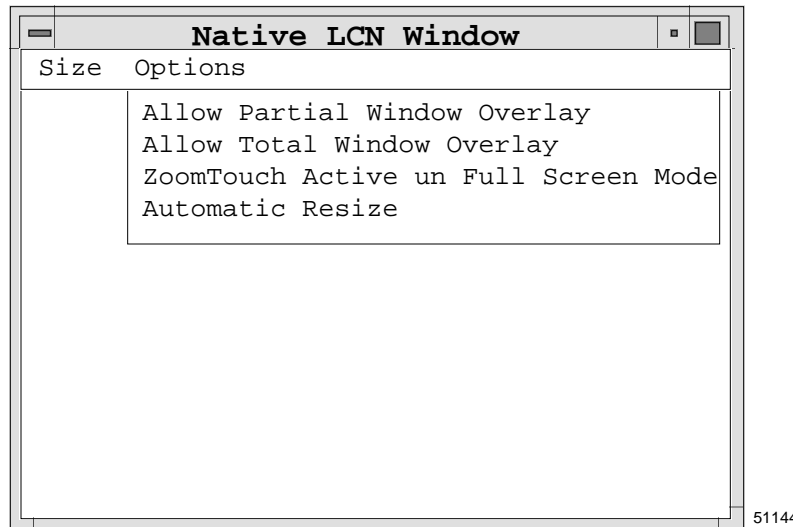 Native LCN Window
Size Options
Allow Partial Window Overlay
Allow Total Window Overlay
ZoomTouch Active un Full Screen Mode
Automatic Resize
51144